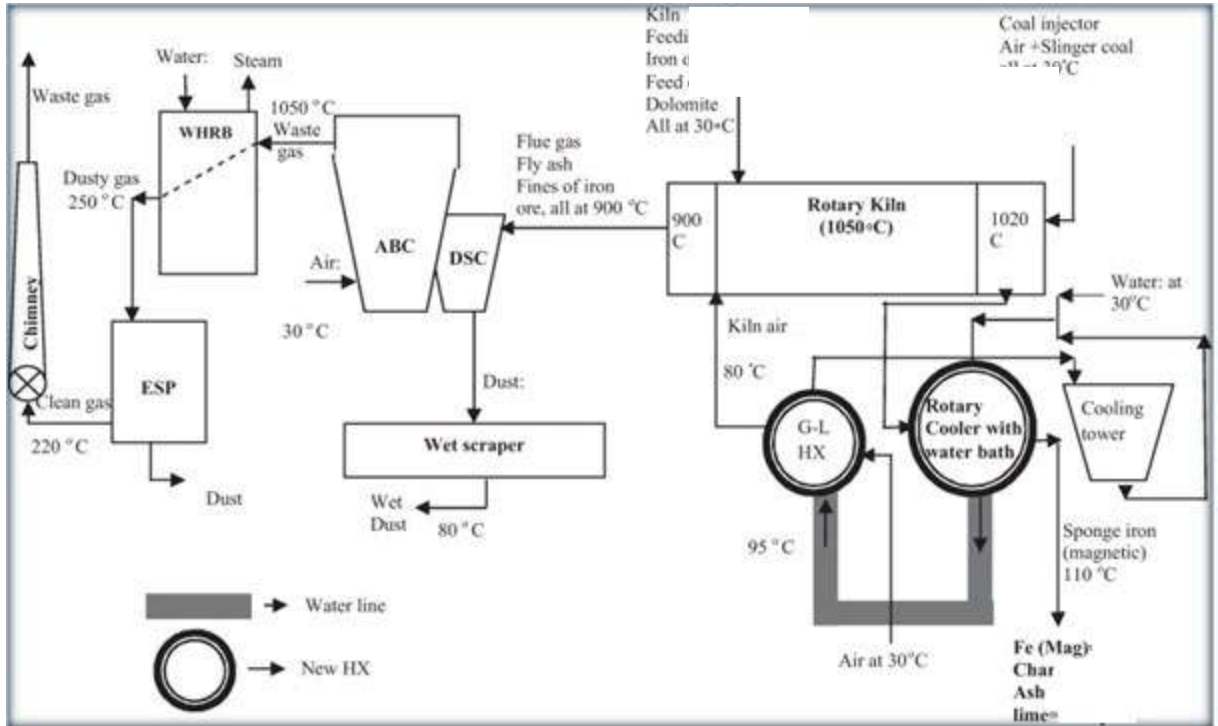 Kiln
Iron
Feed
Dolomite
All at 30∘C
Coal injector
Air +Slinger coal
Water:
Steam
1050 °C
Waste
gas
WHRB
Waste gas
Dusty gas
250 °C
Flue gas
Fly ash
Fines of iron
ore, all at 900 °C
900
C
Rotary Kiln
(1050∘C)
1020
C
ABC
DSC
Air:
30 °C
Water: at
30°C
Kiln air
80 °C
Chimney
ESP
Clean gas
220 °C
Dust
Dust:
Wet scraper
Wet
Dust
80 °C
G-L
HX
Rotary
Cooler with
water bath
Cooling
tower
95 °C
Sponge iron
(magnetic)
110 °C
Water line
New HX
Air at 30°C
Fe (Mag)
Char
Ash
lime